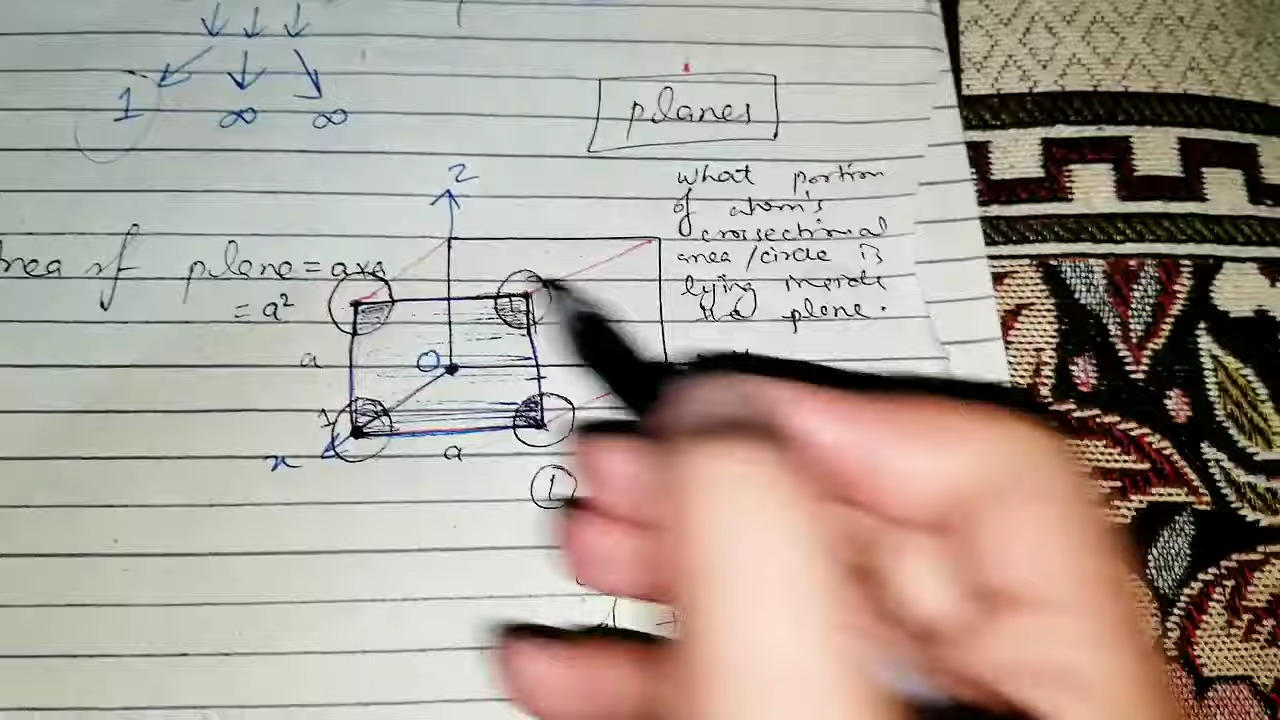 1 ∞ ∞
planes
z
what portion
of atom's
crossectional
area/circle is
lying inside
the plane.
Area of plane = axa
= a²
a
O
1
x
a